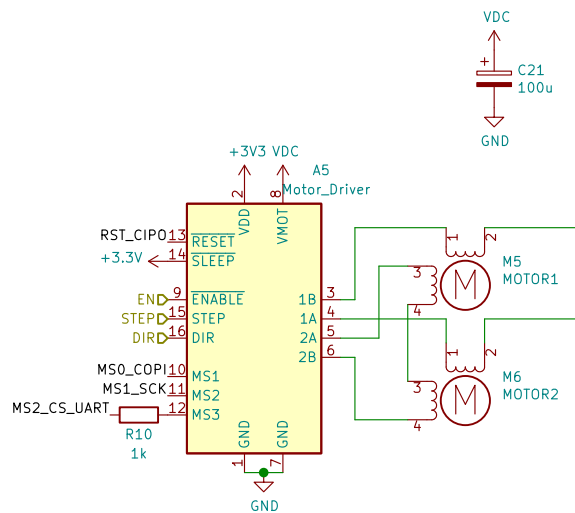 VDC
+
C21
100u
GND
+3V3 VDC
A5
Motor_Driver
2 8
VDD VMOT
RST_CIPO 13 RESET
+3.3V 14 SLEEP
EN 9 ENABLE
STEP 15 STEP
DIR 16 DIR
MS0_COPI 10 MS1
MS1_SCK 11 MS2
MS2_CS_UART 12 MS3
R10
1k
1B 3
1A 4
2A 5
2B 6
GND GND
1 7
GND
1 2
3
4
M
M5
MOTOR1
1 2
3
4
M
M6
MOTOR2